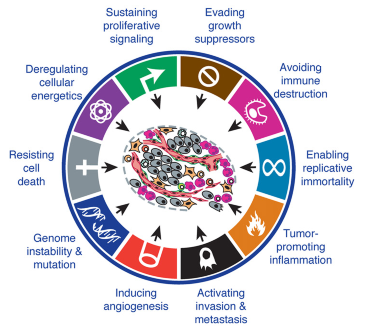 Sustaining
proliferative
signaling
Evading
growth
suppressors
Avoiding
immune
destruction
Enabling
replicative
immortality
Tumor-
promoting
inflammation
Activating
invasion &
metastasis
Inducing
angiogenesis
Genome
instability &
mutation
Resisting
cell
death
Deregulating
cellular
energetics